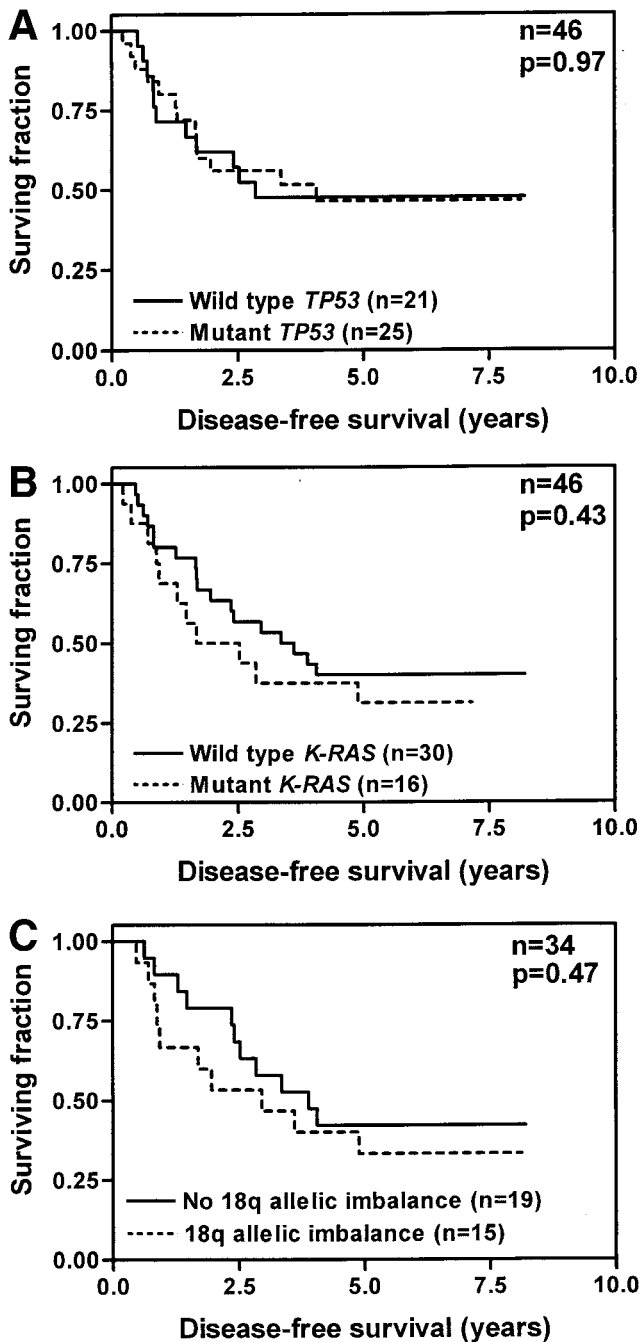 A
1.00
n=46
p=0.97
0.75
0.50
0.25
0.00
Surving fraction
Wild type TP53 (n=21)
Mutant TP53 (n=25)
0.0 2.5 5.0 7.5 10.0
Disease-free survival (years)
B
1.00
n=46
p=0.43
0.75
0.50
0.25
0.00
Surving fraction
Wild type K-RAS (n=30)
Mutant K-RAS (n=16)
0.0 2.5 5.0 7.5 10.0
Disease-free survival (years)
C
1.00
n=34
p=0.47
0.75
0.50
0.25
0.00
Surviving fraction
No 18q allelic imbalance (n=19)
18q allelic imbalance (n=15)
0.0 2.5 5.0 7.5 10.0
Disease-free survival (years)